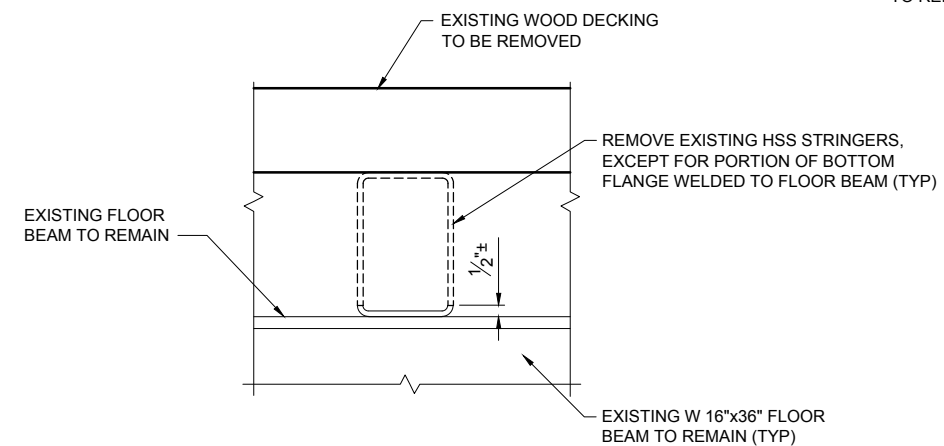 EXISTING WOOD DECKING
TO BE REMOVED
REMOVE EXISTING HSS STRINGERS,
EXCEPT FOR PORTION OF BOTTOM
FLANGE WELDED TO FLOOR BEAM (TYP)
EXISTING FLOOR
BEAM TO REMAIN
1/2"±
EXISTING W 16"x36" FLOOR
BEAM TO REMAIN (TYP)